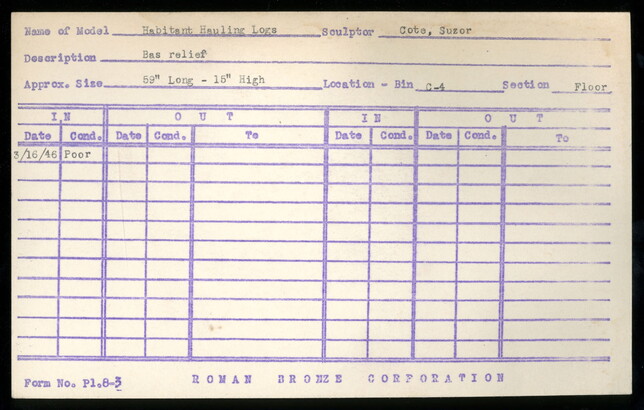 Name of Model Habitant Hauling Logs Sculptor Cote, Suzor
Description Bas relief
Approx. Size 59" Long - 15" High Location - Bin C-4 Section Floor
IN OUT IN OUT
Date Cond. Date Cond. To Date Cond. Date Cond. To
3/16/46 Poor
Form No. Pl.8-3 ROMAN BRONZE CORPORATION